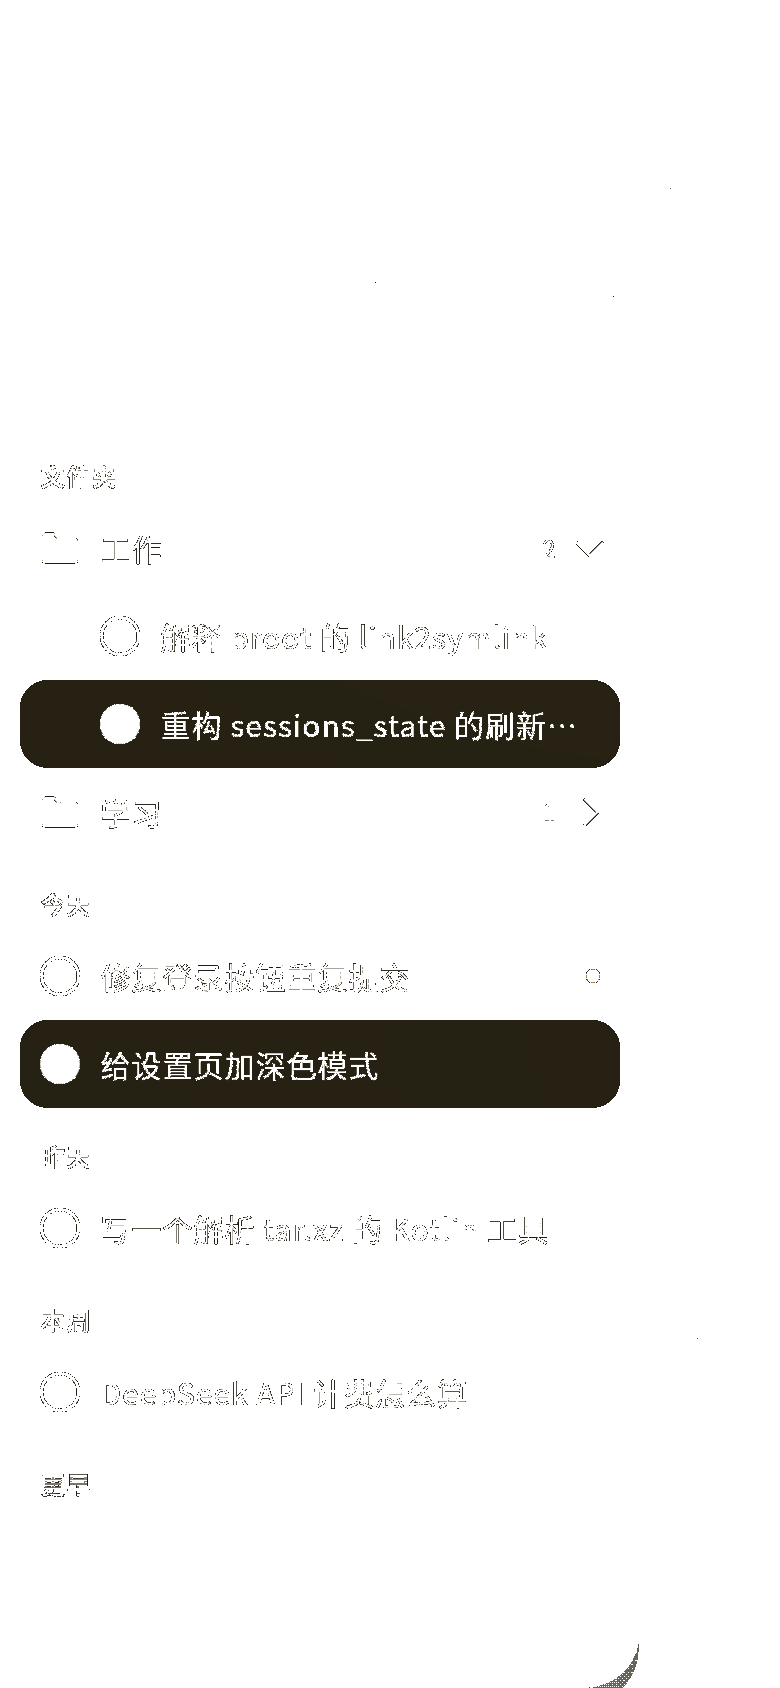 文件夹
工作 2
解释 proot 的 link2symlink
重构 sessions_state 的刷新…
学习 1
今天
修复登录按钮重复提交
给设置页加深色模式
昨天
写一个解析 tar.xz 的 Kotlin 工具
本周
DeepSeek API 计费怎么算
更早